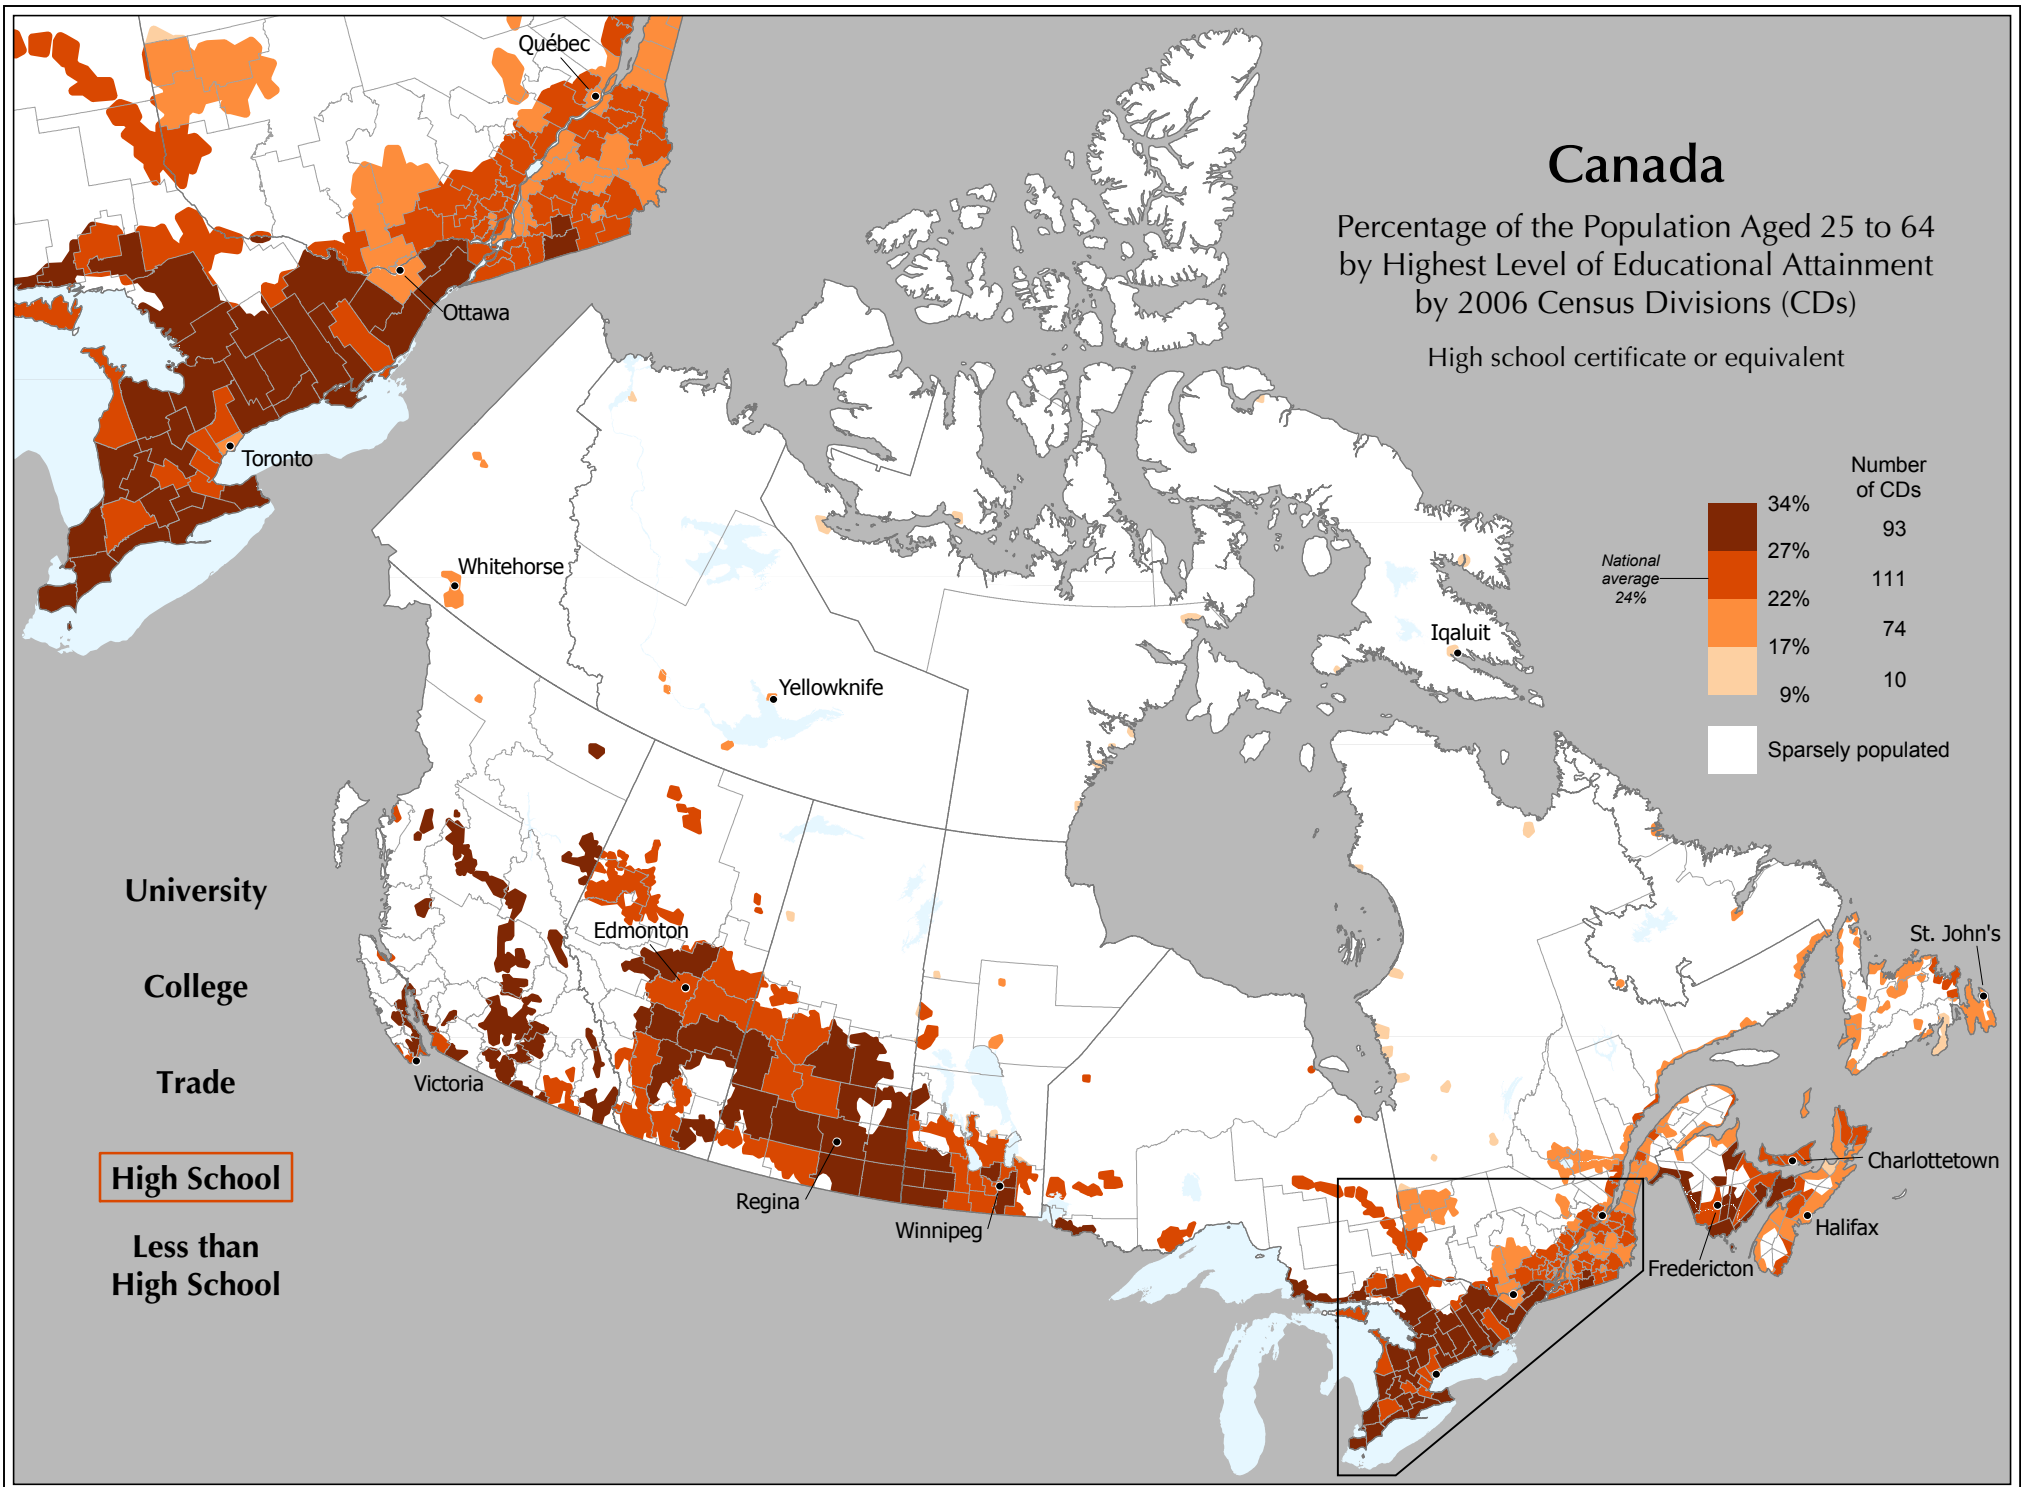 Canada
Percentage of the Population Aged 25 to 64
by Highest Level of Educational Attainment
by 2006 Census Divisions (CDs)
High school certificate or equivalent
Number
of CDs
34%
93
27%
National
average
24%
111
22%
74
17%
10
9%
Sparsely populated
Québec
Ottawa
Toronto
Whitehorse
Yellowknife
Iqaluit
Edmonton
Victoria
Regina
Winnipeg
St. John's
Charlottetown
Halifax
Fredericton
University
College
Trade
High School
Less than
High School